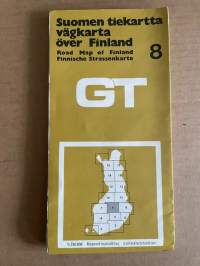 Suomen tiekartta
vägkarta
över Finland
Road Map of Finland
Finnische Strassenkarte
8
GT